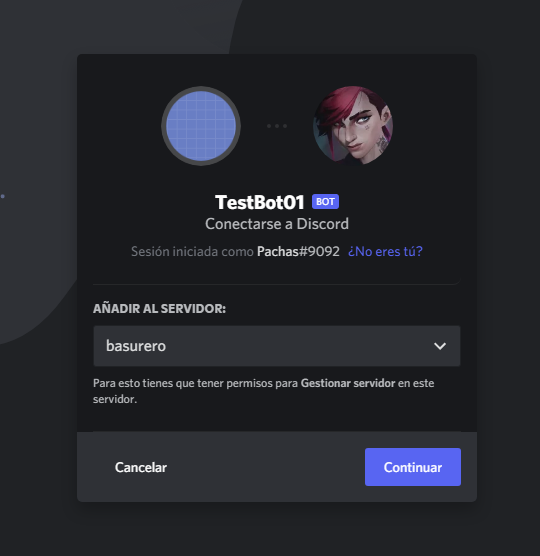 TestBot01 BOT
Conectarse a Discord
Sesión iniciada como Pachas#9092 ¿No eres tú?
AÑADIR AL SERVIDOR:
basurero
Para esto tienes que tener permisos para Gestionar servidor en este
servidor.
Cancelar
Continuar